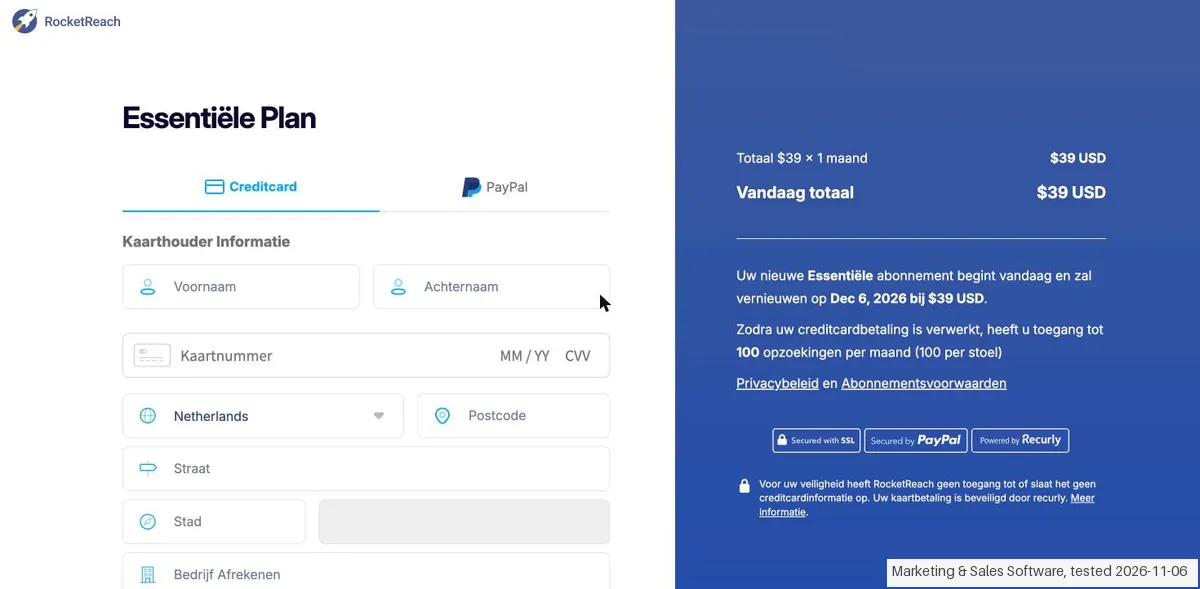 RocketReach
Essentiële Plan
Creditcard
PayPal
Kaarthouder Informatie
Voornaam
Achternaam
Kaartnummer
MM / YY
CVV
Netherlands
Postcode
Straat
Stad
Bedrijf Afrekenen
Totaal $39 × 1 maand
$39 USD
Vandaag totaal
$39 USD
Uw nieuwe Essentiële abonnement begint vandaag en zal
vernieuwen op Dec 6, 2026 bij $39 USD.
Zodra uw creditcardbetaling is verwerkt, heeft u toegang tot
100 opzoekingen per maand (100 per stoel)
Privacybeleid en Abonnementsvoorwaarden
Secured with SSL
Secured by PayPal
Powered by Recurly
Voor uw veiligheid heeft RocketReach geen toegang tot of slaat het geen
creditcardinformatie op. Uw kaartbetaling is beveiligd door recurly. Meer
informatie.
Marketing & Sales Software, tested 2026-11-06